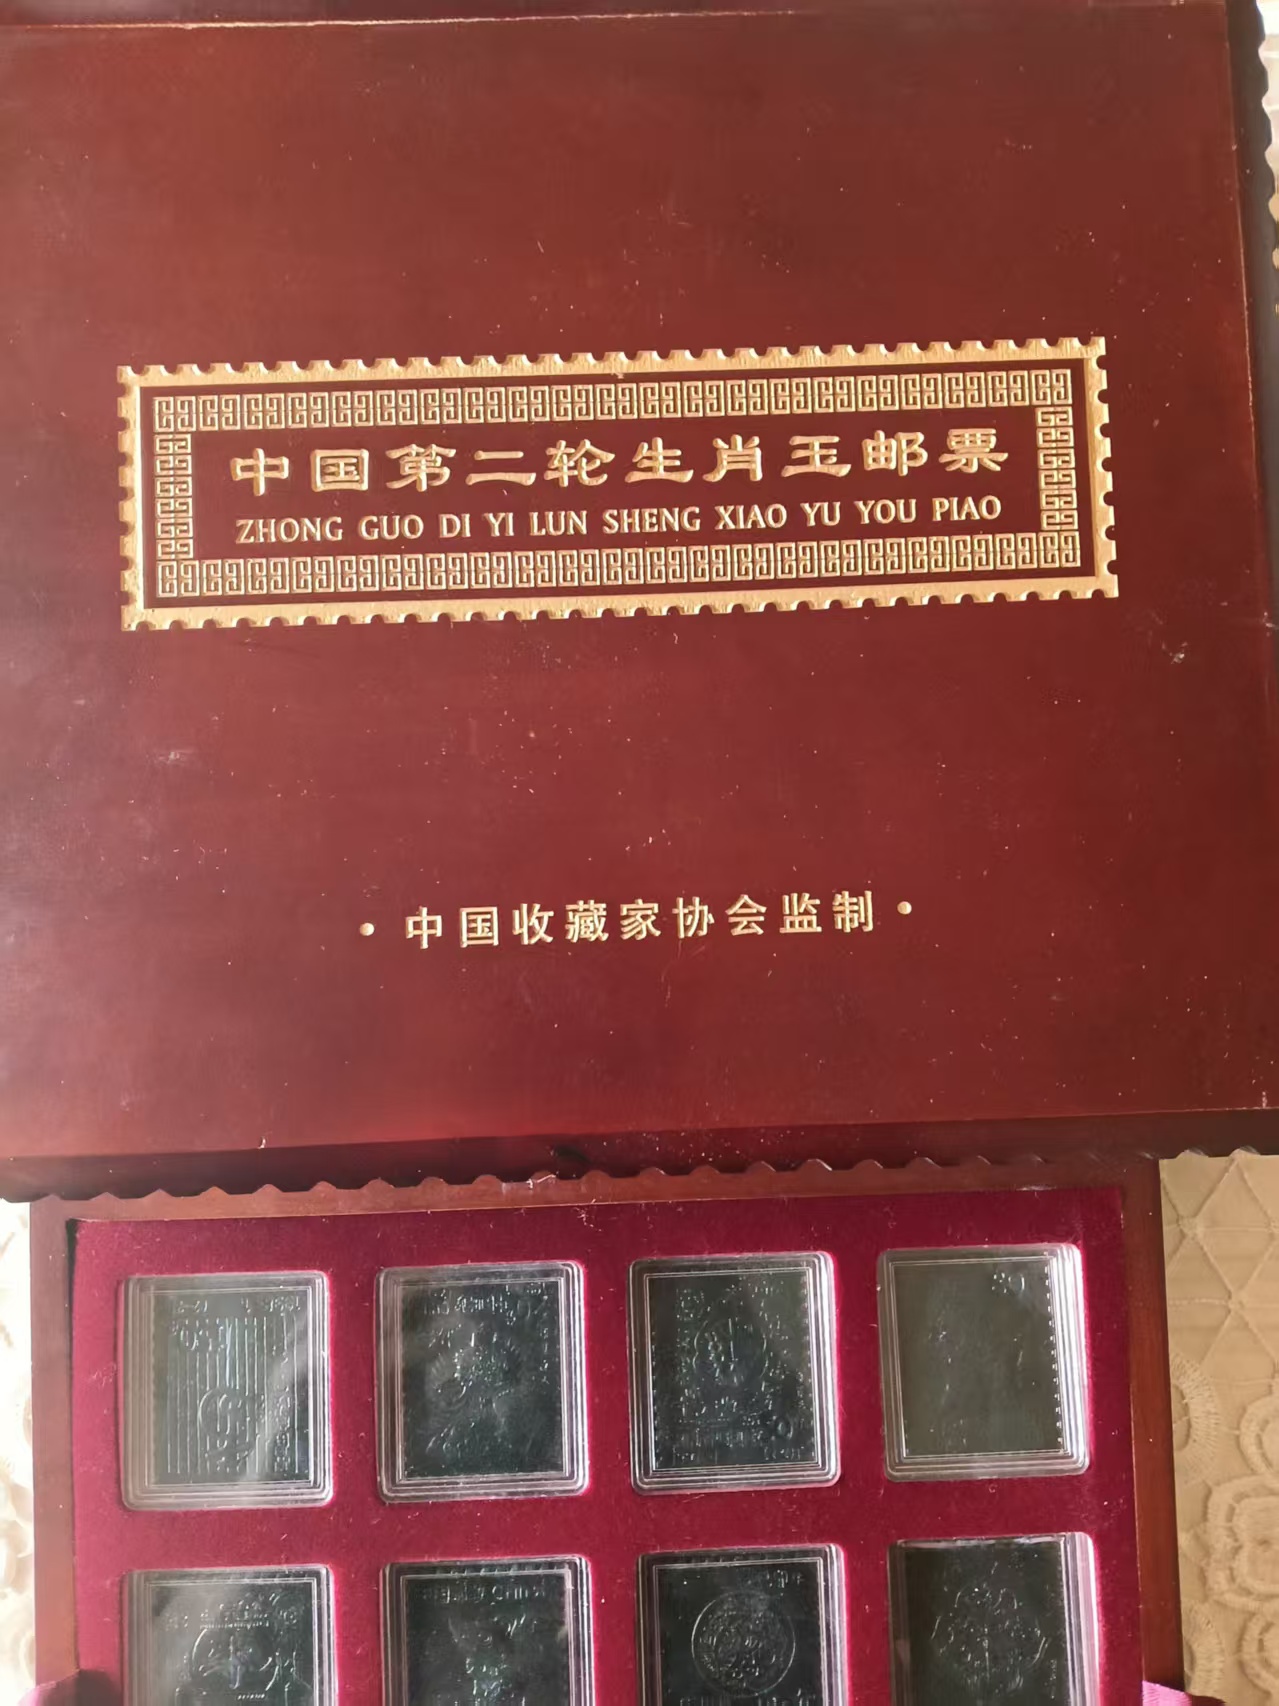 中国第二轮生肖玉邮票
ZHONG GUO DI YI LUN SHENG XIAO YU YOU PIAO
·中国收藏家协会监制·